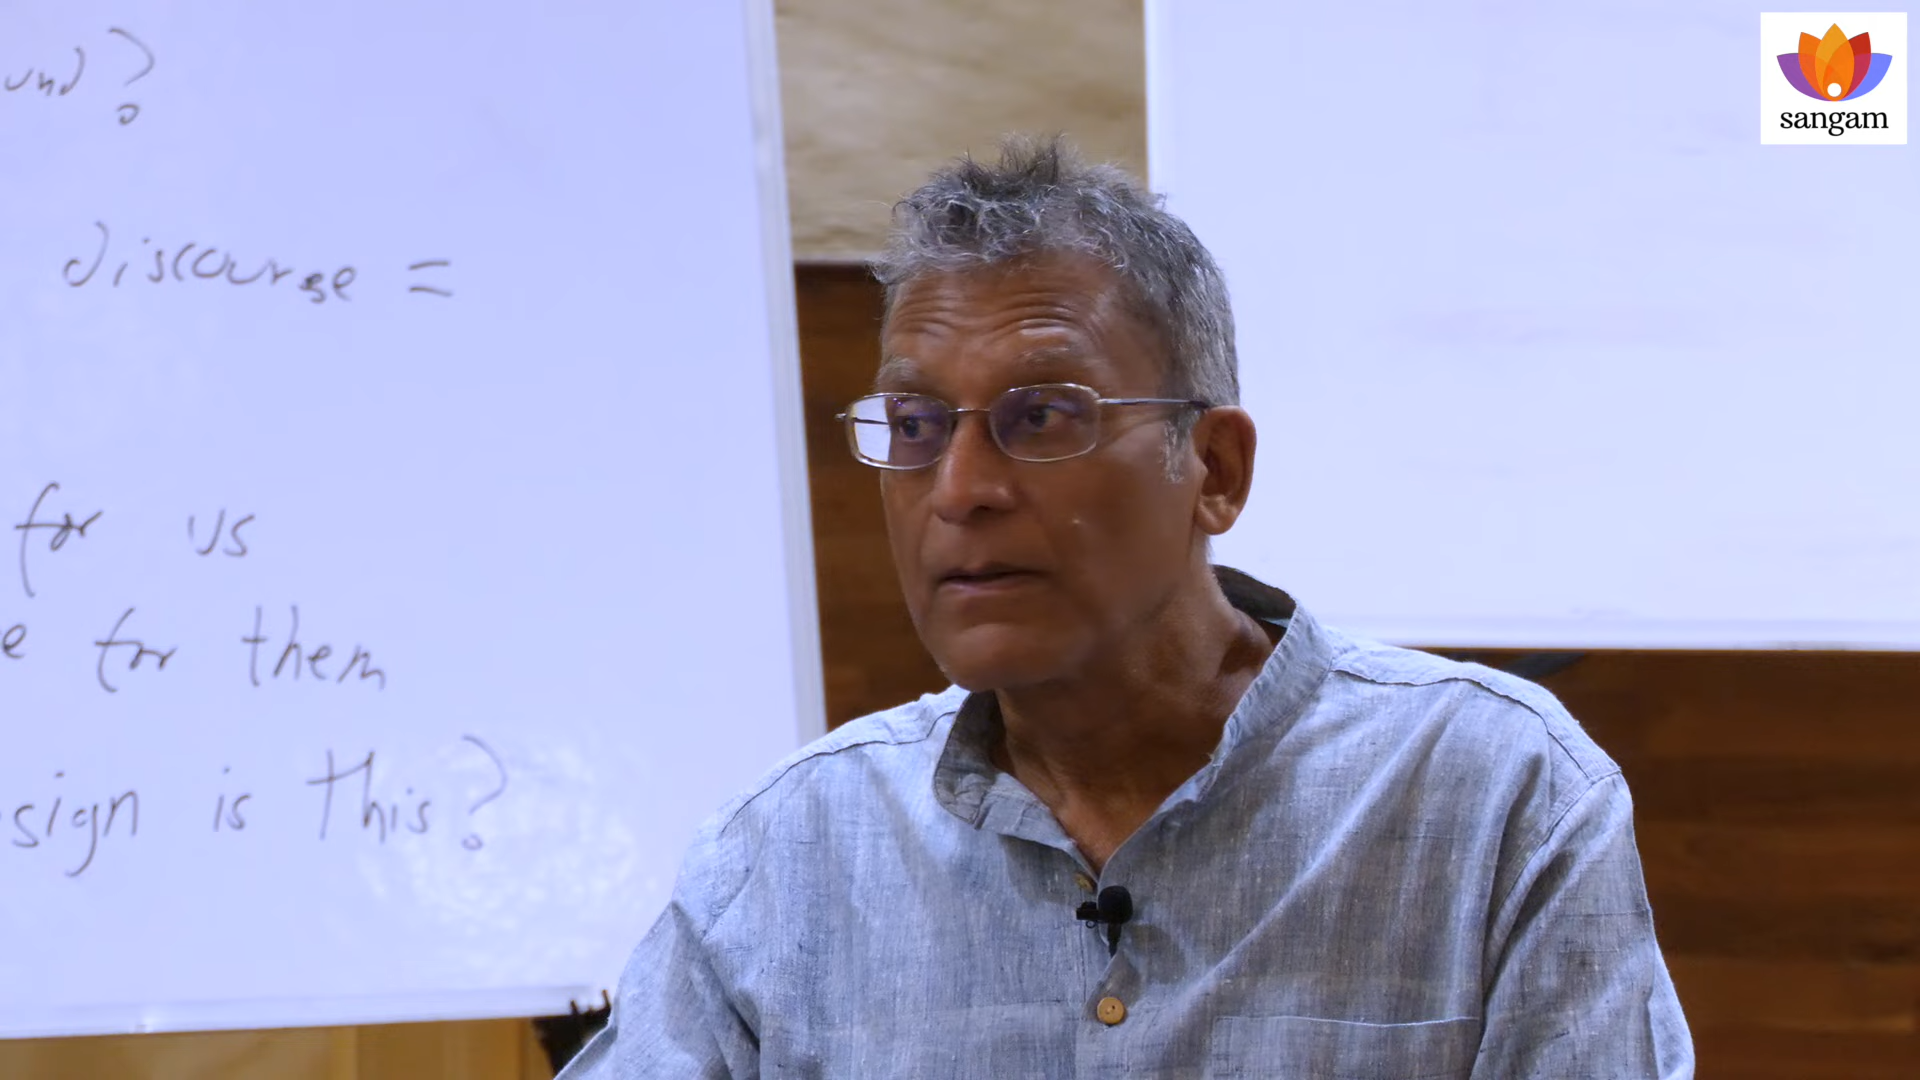 und?
discourse =
for us
e for them
sign is this?
sangam